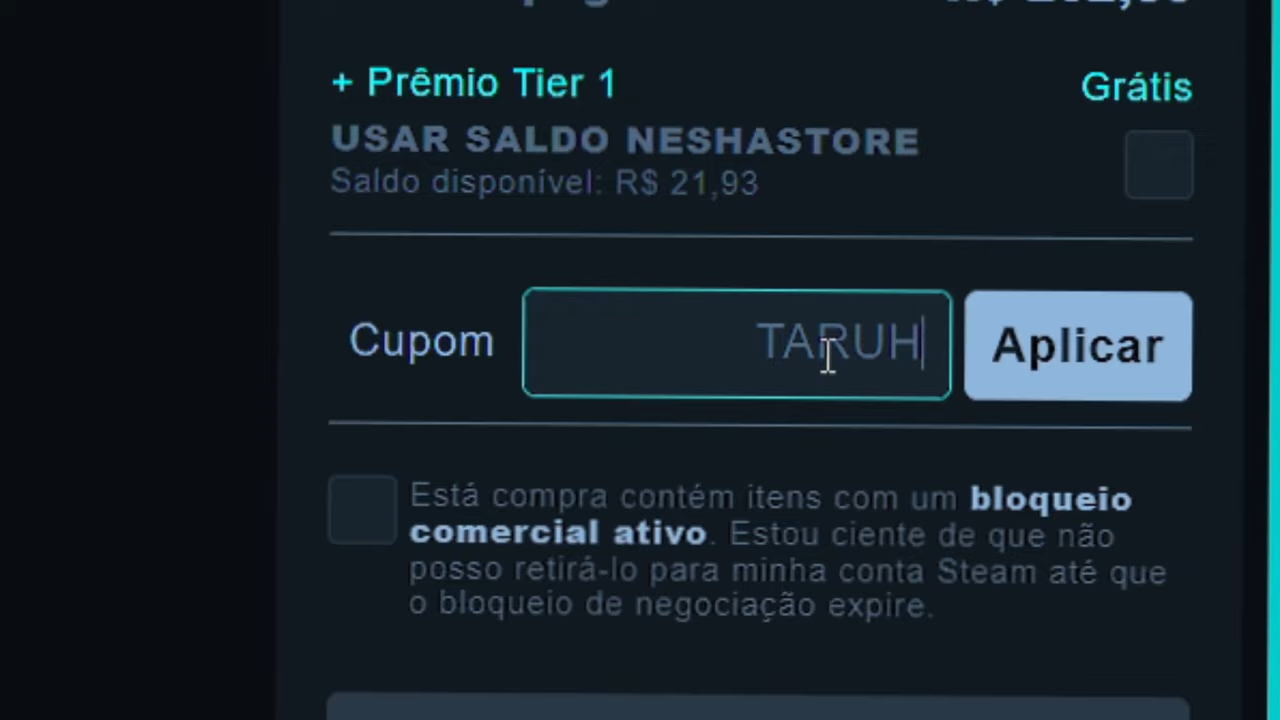 + Prêmio Tier 1 Grátis
USAR SALDO NESHASTORE
Saldo disponível: R$ 21,93
Cupom TARUH Aplicar
Está compra contém itens com um bloqueio
comercial ativo. Estou ciente de que não
posso retirá-lo para minha conta Steam até que
o bloqueio de negociação expire.